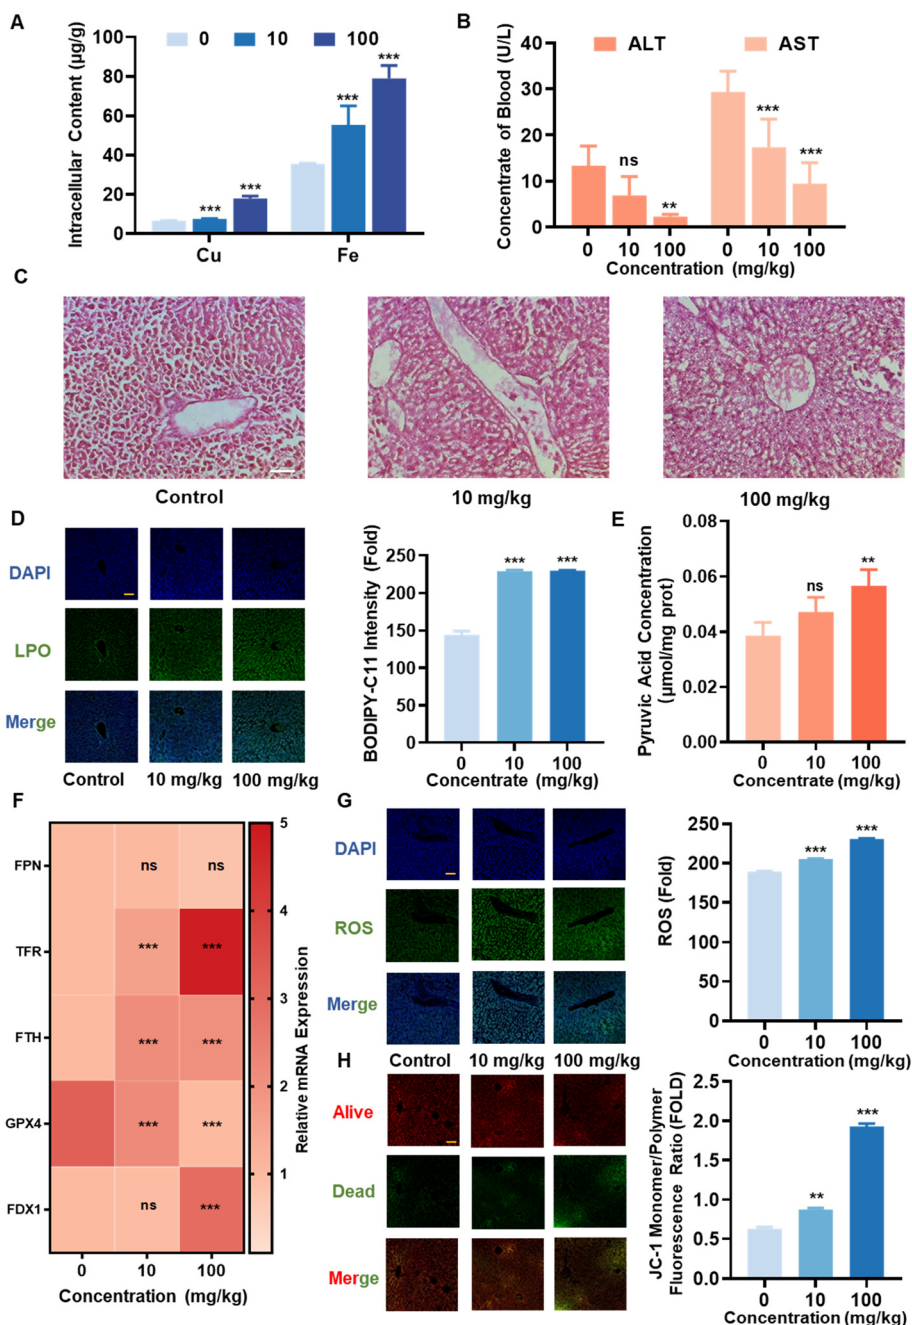 A
Intracellular Content (μg/g)
0 10 100
100
80
60
40
20
0
***
***
***
***
Cu Fe
B
Concentrate of Blood (U/L)
ALT AST
40
30
20
10
0
ns
**
***
***
0 10 100 0 10 100
Concentration (mg/kg)
C
Control 10 mg/kg 100 mg/kg
D
DAPI
LPO
Merge
Control 10 mg/kg 100 mg/kg
BODIPY-C11 Intensity (Fold)
250
200
150
100
50
0
*** ***
0 10 100
Concentrate (mg/kg)
E
Pyruvic Acid Concentration
(μmol/mg prot)
0.08
0.06
0.04
0.02
0.00
ns
**
0 10 100
Concentrate (mg/kg)
F
FPN ns ns
TFR *** ***
FTH *** ***
GPX4 *** ***
FDX1 ns ***
0 10 100
Concentration (mg/kg)
5
4
3
2
1
Relative mRNA Expression
G
DAPI
ROS
Merge
Control 10 mg/kg 100 mg/kg
ROS (Fold)
250
200
150
100
50
0
***
***
0 10 100
Concentration (mg/kg)
H
Alive
Dead
Merge
JC-1 Monomer/Polymer
Fluorescence Ratio (FOLD)
2.0
1.5
1.0
0.5
0.0
**
***
0 10 100
Concentration (mg/kg)